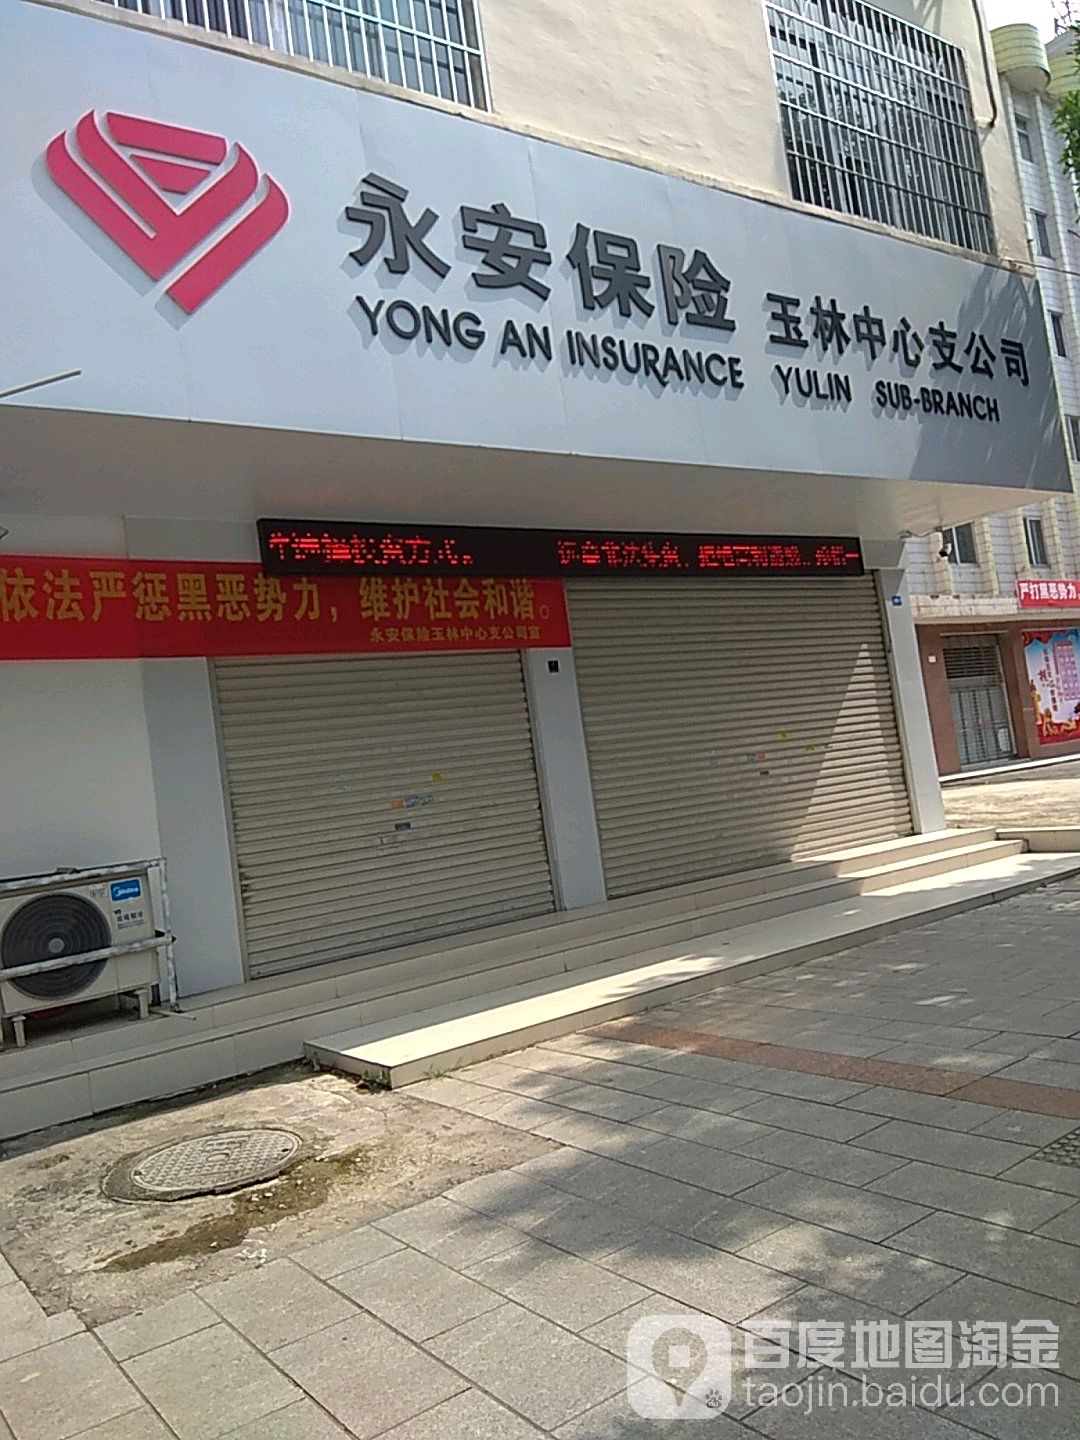 永安保险 玉林中心支公司
YONG AN INSURANCE YULIN SUB-BRANCH
依法严惩黑恶势力，维护社会和谐。
永安保险玉林中心支公司宣
严打黑恶势力
Midea
百度地图淘金
taojin.baidu.com